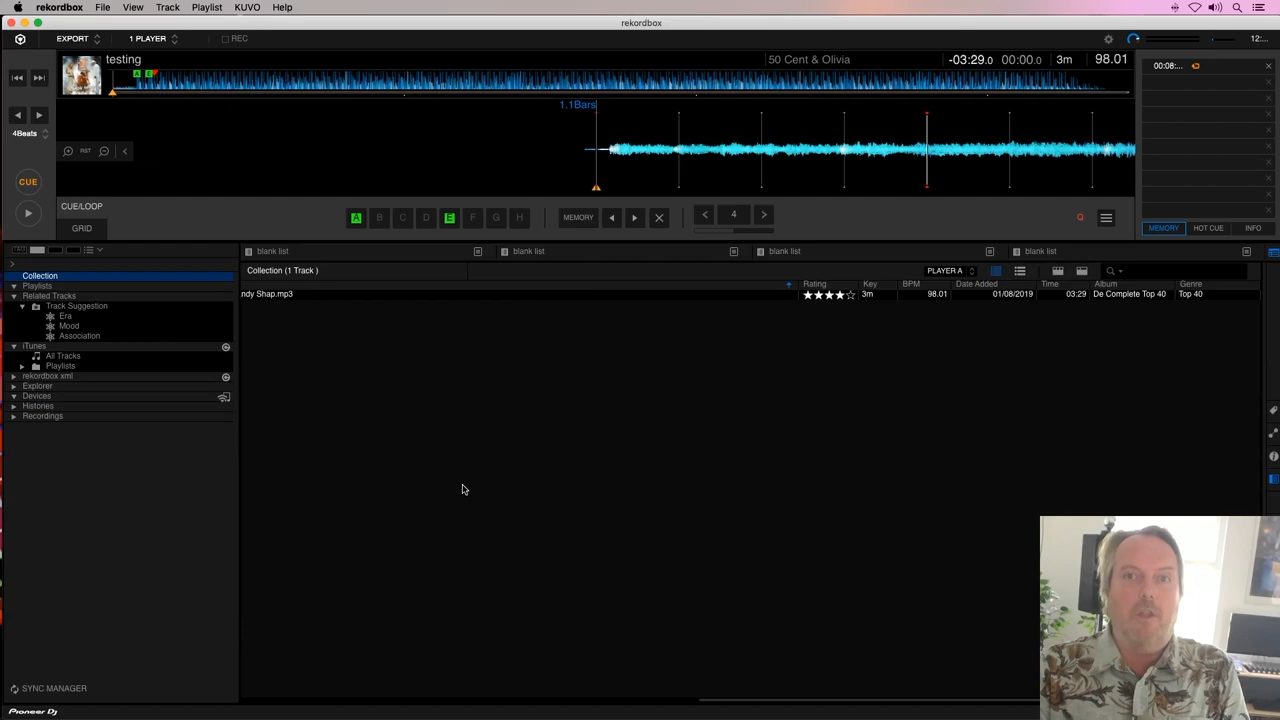 rekordbox File View Track Playlist KUVO Help
rekordbox
EXPORT 1 PLAYER REC 12:...
testing 50 Cent & Olivia -03:29.0 00:00.0 3m 98.01
00:08:...
A E
1.1Bars
4Beats
RST
CUE
CUE/LOOP
GRID
A B C D E F G H MEMORY 4 Q
MEMORY HOT CUE INFO
blank list blank list blank list blank list
Collection (1 Track ) PLAYER A
Rating Key BPM Date Added Time Album Genre
ndy Shap.mp3 3m 98.01 01/08/2019 03:29 De Complete Top 40 Top 40
Collection
Playlists
Related Tracks
Track Suggestion
Era
Mood
Association
iTunes
All Tracks
Playlists
rekordbox xml
Explorer
Devices
Histories
Recordings
SYNC MANAGER
Pioneer Dj